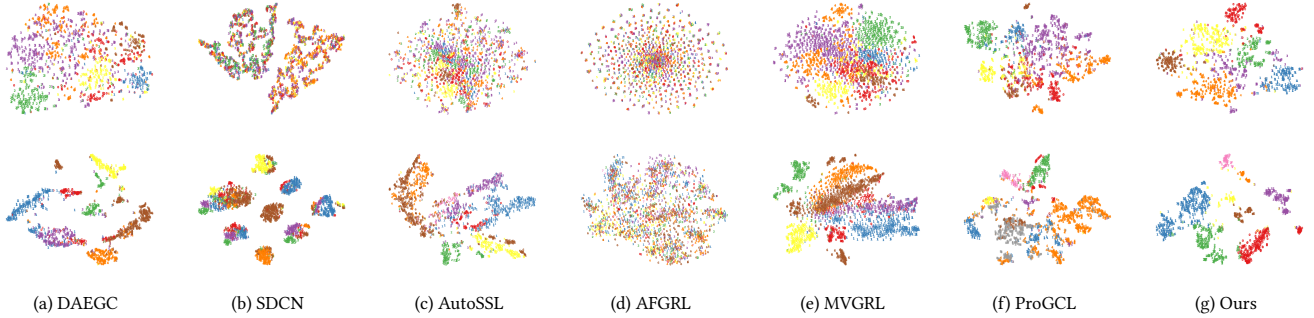 (a) DAEGC
(b) SDCN
(c) AutoSSL
(d) AFGRL
(e) MVGRL
(f) ProGCL
(g) Ours